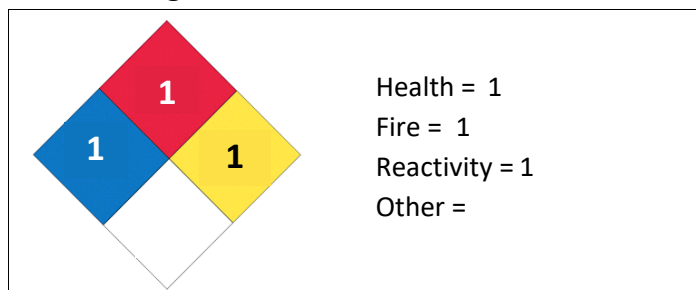 1
1
1
Health = 1
Fire = 1
Reactivity = 1
Other =